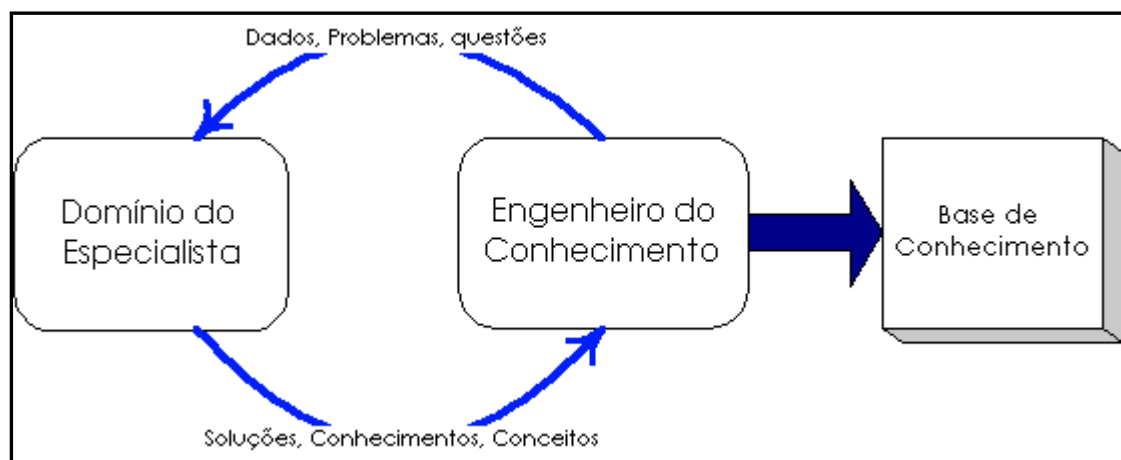 Dados, Problemas, questões
Domínio do
Especialista
Engenheiro do
Conhecimento
Base de
Conhecimento
Soluções, Conhecimentos, Conceitos